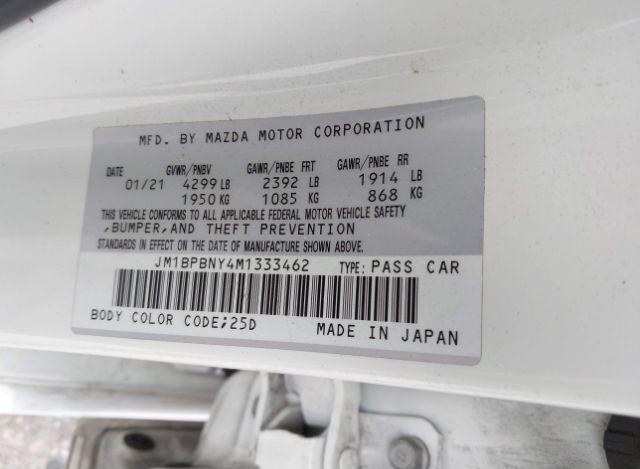 MFD. BY MAZDA MOTOR CORPORATION
DATE GVWR/PNBV GAWR/PNBE FRT GAWR/PNBE RR
01/21 4299 LB 2392 LB 1914 LB
1950 KG 1085 KG 868 KG
THIS VEHICLE CONFORMS TO ALL APPLICABLE FEDERAL MOTOR VEHICLE SAFETY
,BUMPER,AND THEFT PREVENTION
STANDARDS IN EFFECT ON THE DATE OF MANUFACTURE SHOWN ABOVE.
JM1BPBNY4M1333462 TYPE: PASS CAR
BODY COLOR CODE;25D MADE IN JAPAN